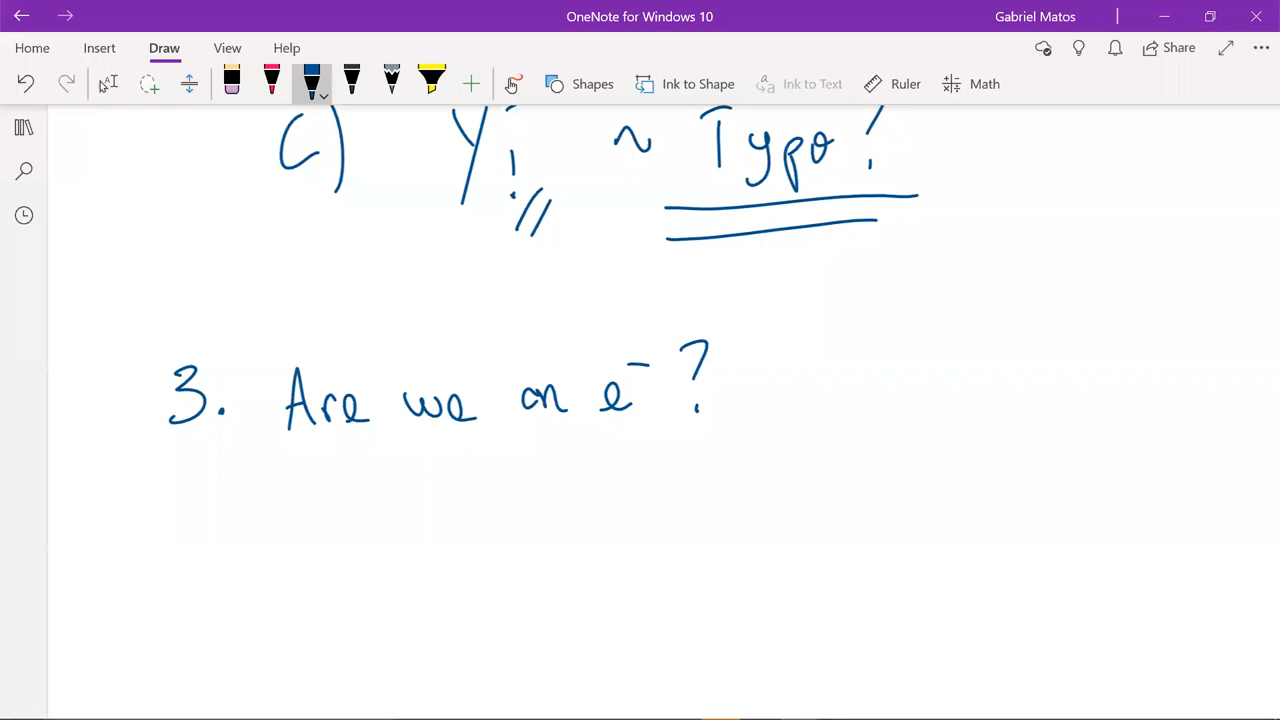 OneNote for Windows 10
Gabriel Matos
Home Insert Draw View Help
Share
Shapes Ink to Shape Ink to Text Ruler Math
C) ~ Typo!
3. Are we on e⁻ ?